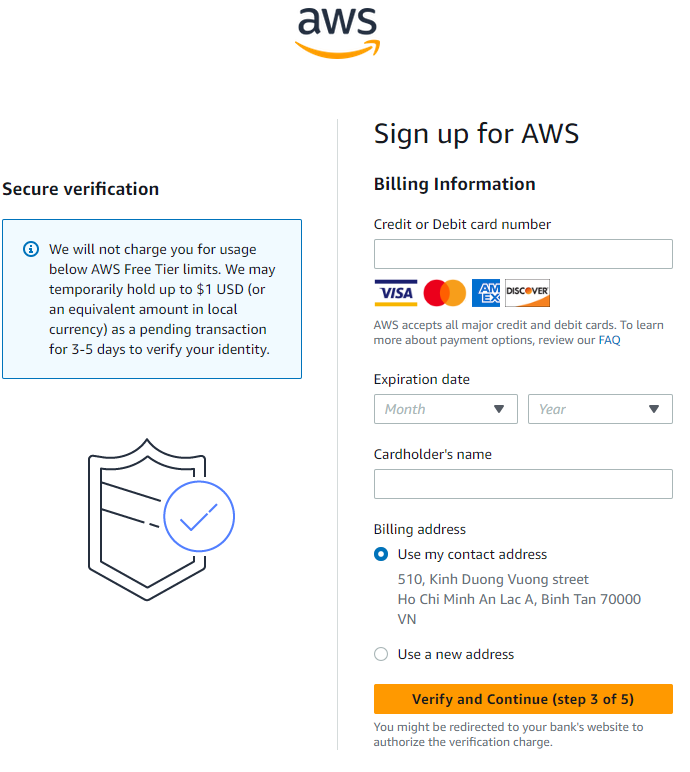 aws
Secure verification
We will not charge you for usage
below AWS Free Tier limits. We may
temporarily hold up to $1 USD (or
an equivalent amount in local
currency) as a pending transaction
for 3-5 days to verify your identity.
Sign up for AWS
Billing Information
Credit or Debit card number
VISA AM EX DISCOVER
AWS accepts all major credit and debit cards. To learn
more about payment options, review our FAQ
Expiration date
Month Year
Cardholder's name
Billing address
Use my contact address
510, Kinh Duong Vuong street
Ho Chi Minh An Lac A, Binh Tan 70000
VN
Use a new address
Verify and Continue (step 3 of 5)
You might be redirected to your bank's website to
authorize the verification charge.